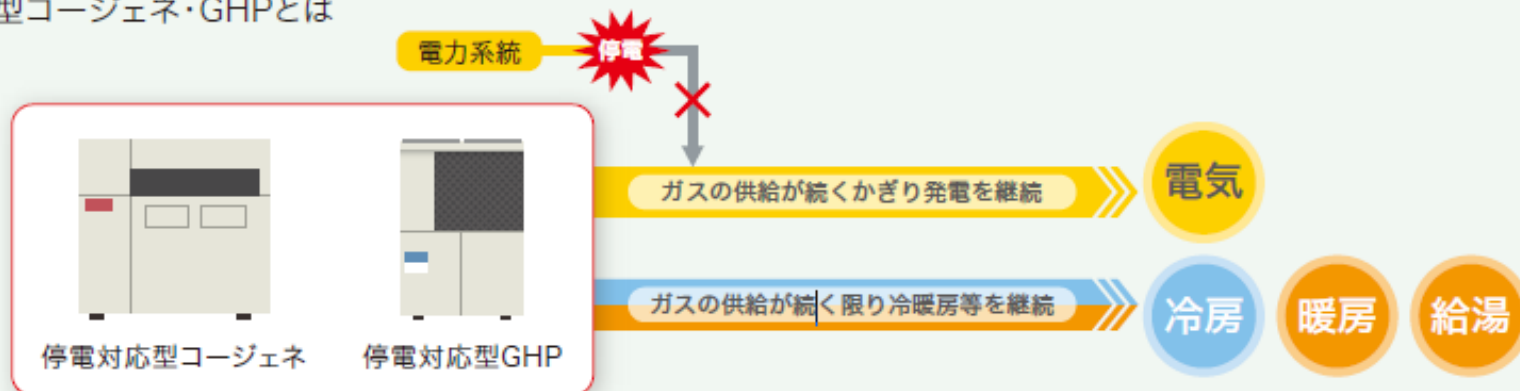 型コージェネ・GHPとは
電力系統
停電
ガスの供給が続くかぎり発電を継続
電気
ガスの供給が続く限り冷暖房等を継続
冷房
暖房
給湯
停電対応型コージェネ
停電対応型GHP